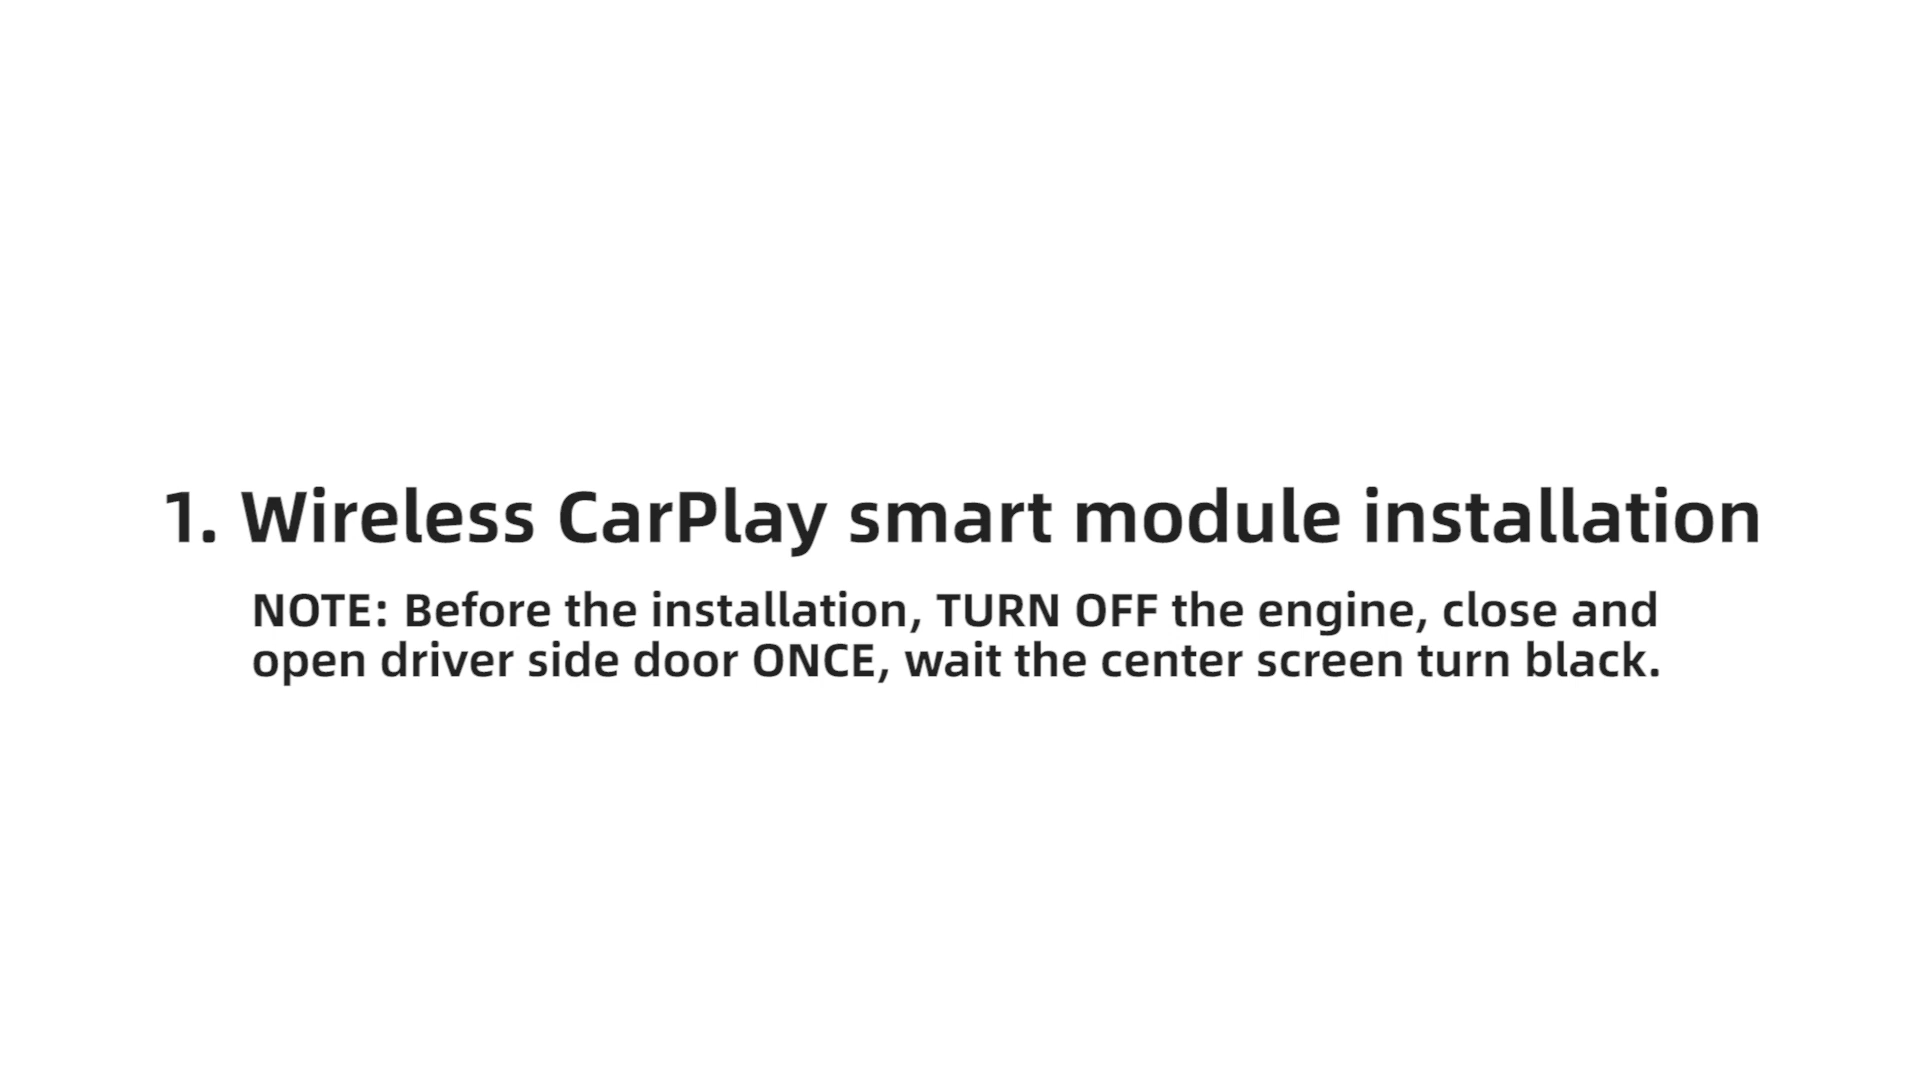 1. Wireless CarPlay smart module installation
NOTE: Before the installation, TURN OFF the engine, close and
open driver side door ONCE, wait the center screen turn black.